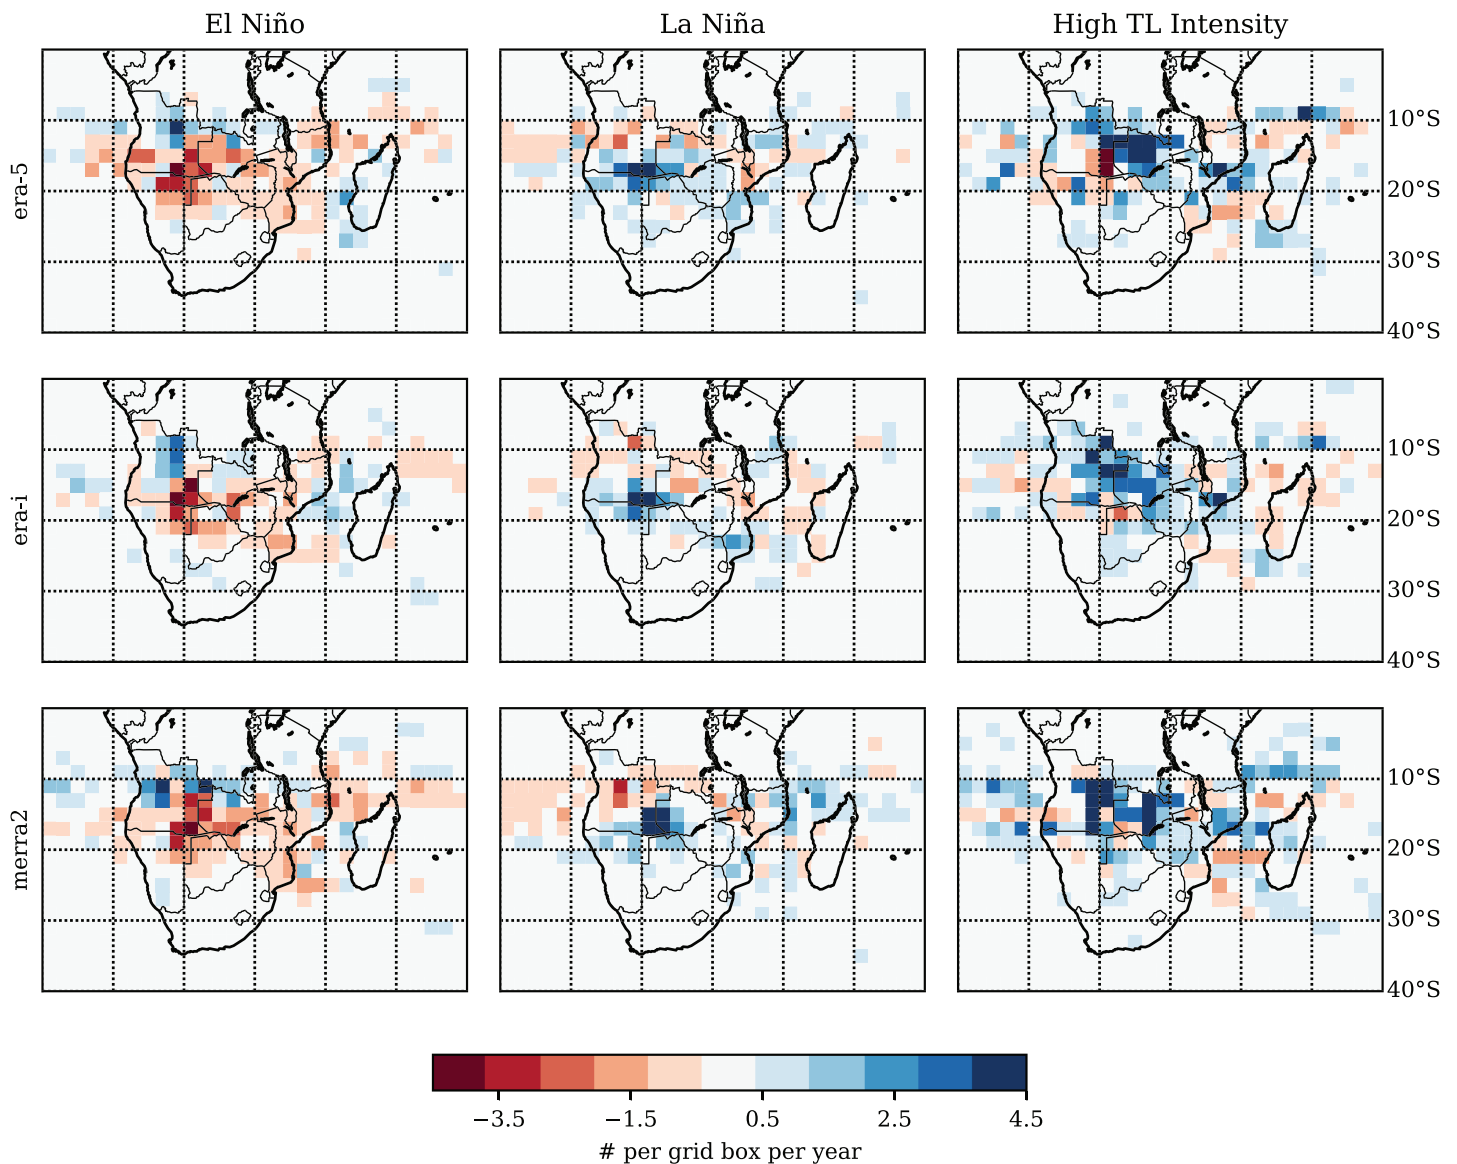 El Niño La Niña High TL Intensity
era-5
10°S
20°S
30°S
40°S
era-i
10°S
20°S
30°S
40°S
merra2
10°S
20°S
30°S
40°S
−3.5 −1.5 0.5 2.5 4.5
# per grid box per year